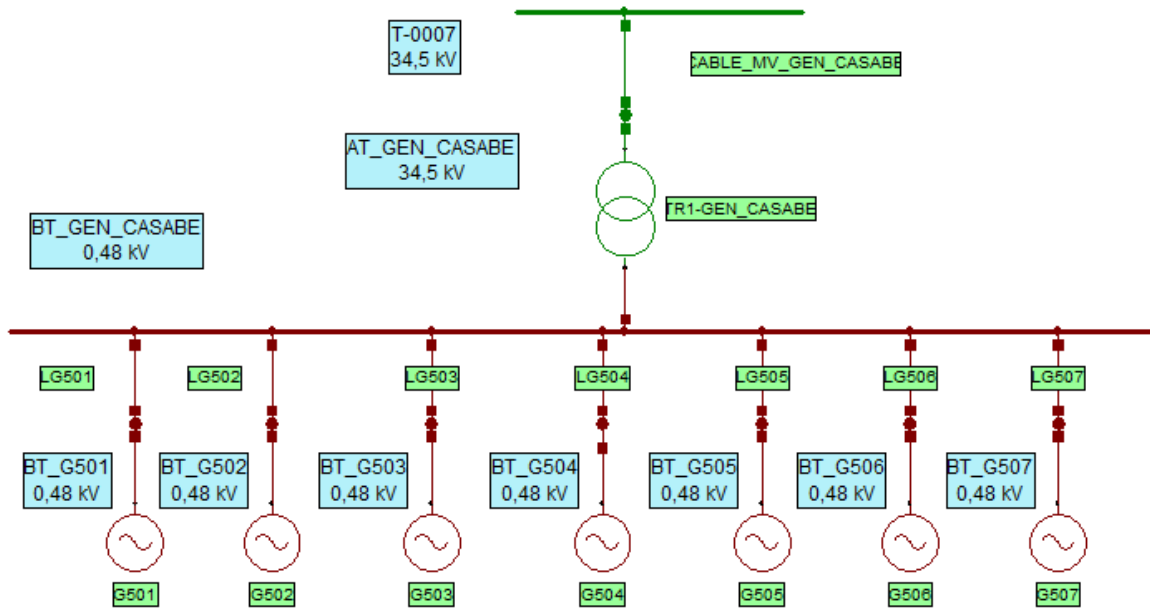 T-0007
34,5 kV
CABLE_MV_GEN_CASABE
AT_GEN_CASABE
34,5 kV
TR1-GEN_CASABE
BT_GEN_CASABE
0,48 kV
LG501
LG502
LG503
LG504
LG505
LG506
LG507
BT_G501
0,48 kV
BT_G502
0,48 kV
BT_G503
0,48 kV
BT_G504
0,48 kV
BT_G505
0,48 kV
BT_G506
0,48 kV
BT_G507
0,48 kV
G501
G502
G503
G504
G505
G506
G507